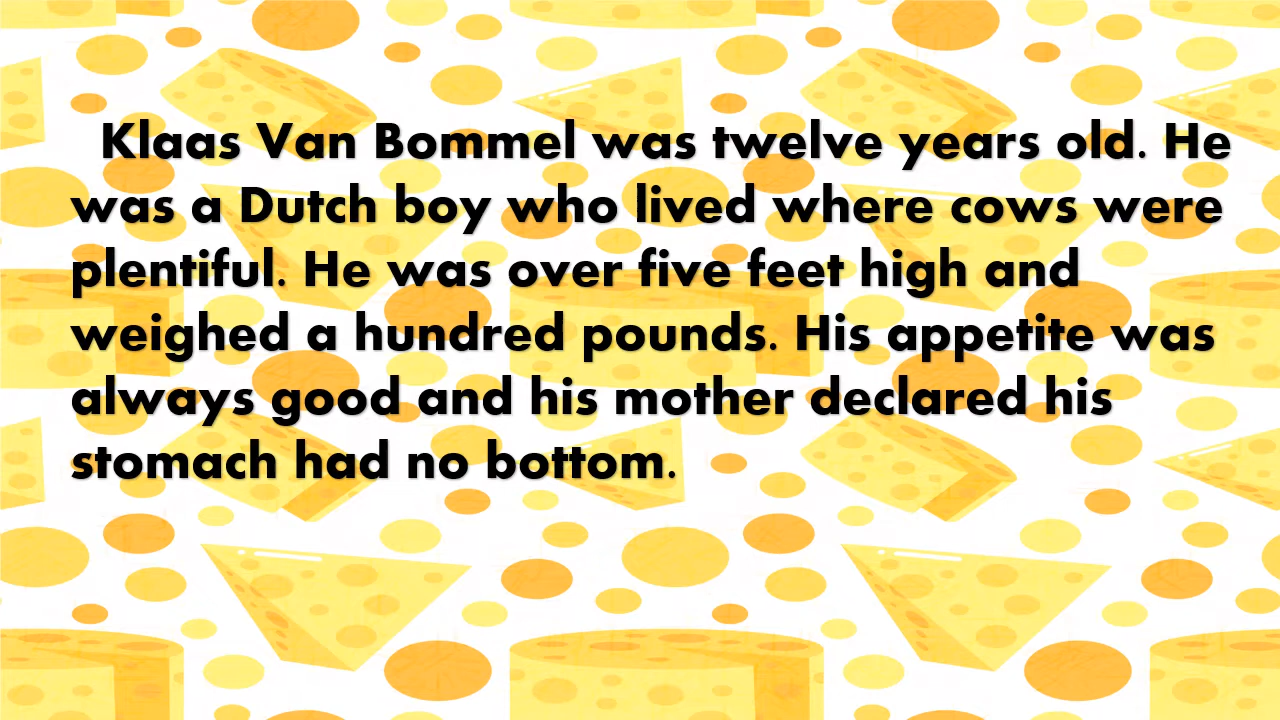 Klaas Van Bommel was twelve years old. He
was a Dutch boy who lived where cows were
plentiful. He was over five feet high and
weighed a hundred pounds. His appetite was
always good and his mother declared his
stomach had no bottom.